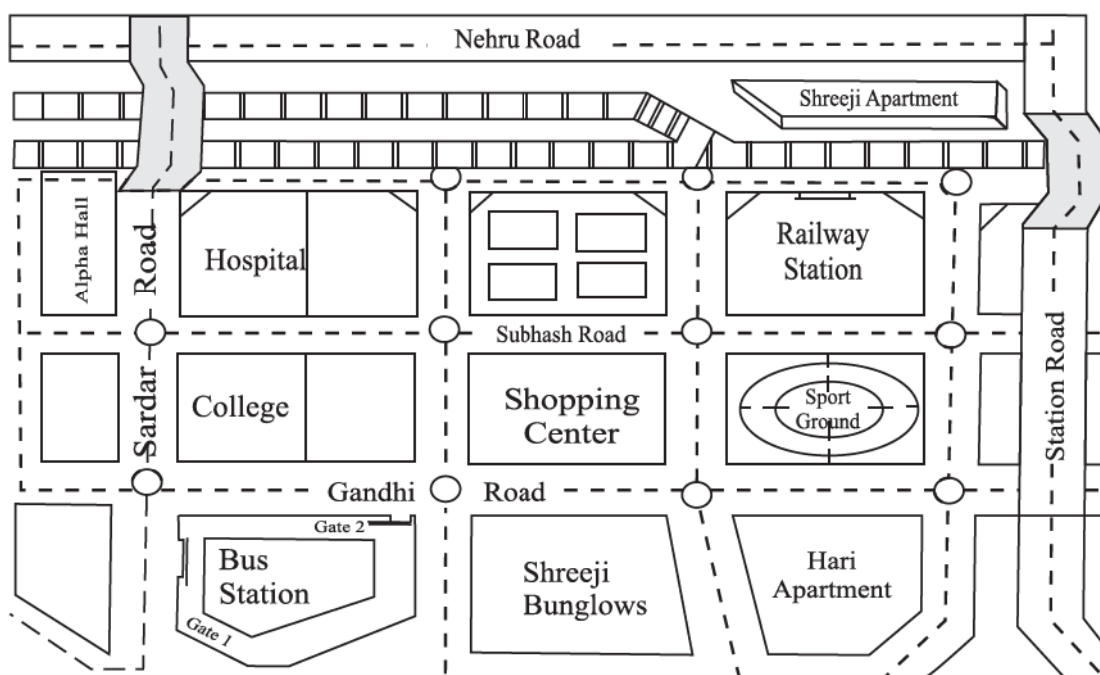 Nehru Road
Shreeji Apartment
Alpha Hall
Sardar Road
Hospital
Railway
Station
Subhash Road
College
Shopping
Center
Sport
Ground
Station Road
Gandhi Road
Gate 2
Bus
Station
Gate 1
Shreeji
Bunglows
Hari
Apartment